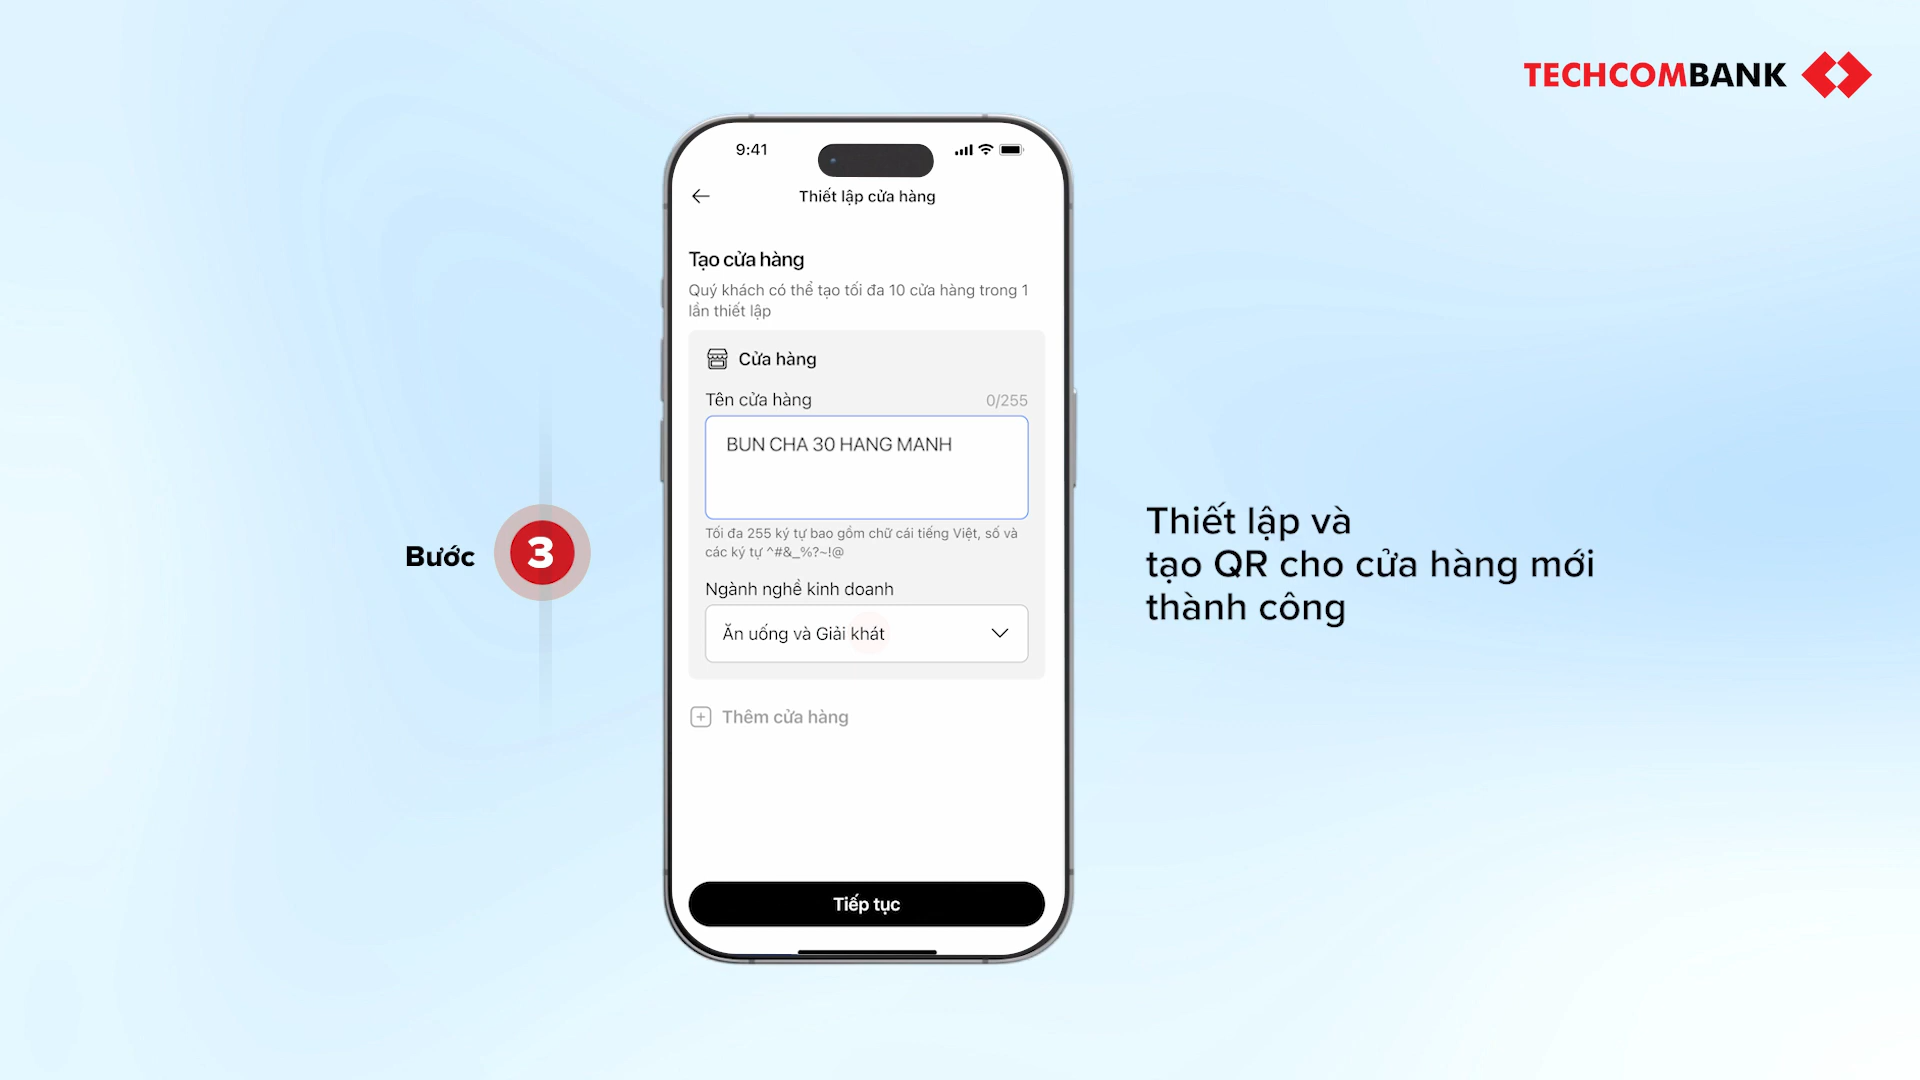 TECHCOMBANK
9:41
Thiết lập cửa hàng
Tạo cửa hàng
Quý khách có thể tạo tối đa 10 cửa hàng trong 1
lần thiết lập
Cửa hàng
Tên cửa hàng 0/255
BUN CHA 30 HANG MANH
Tối đa 255 ký tự bao gồm chữ cái tiếng Việt, số và
các ký tự ^#&_%?~!@
Ngành nghề kinh doanh
Ăn uống và Giải khát
Thêm cửa hàng
Tiếp tục
Bước 3
Thiết lập và
tạo QR cho cửa hàng mới
thành công